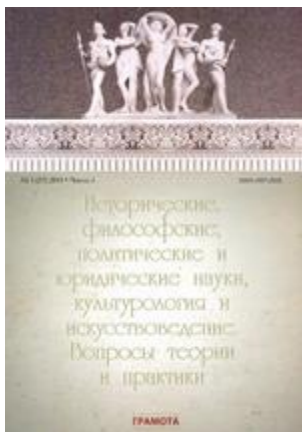 Исторические,
философские,
политические и
юридические науки,
культурология и
искусствоведение.
Вопросы теории
и практики
ГРАМОТА